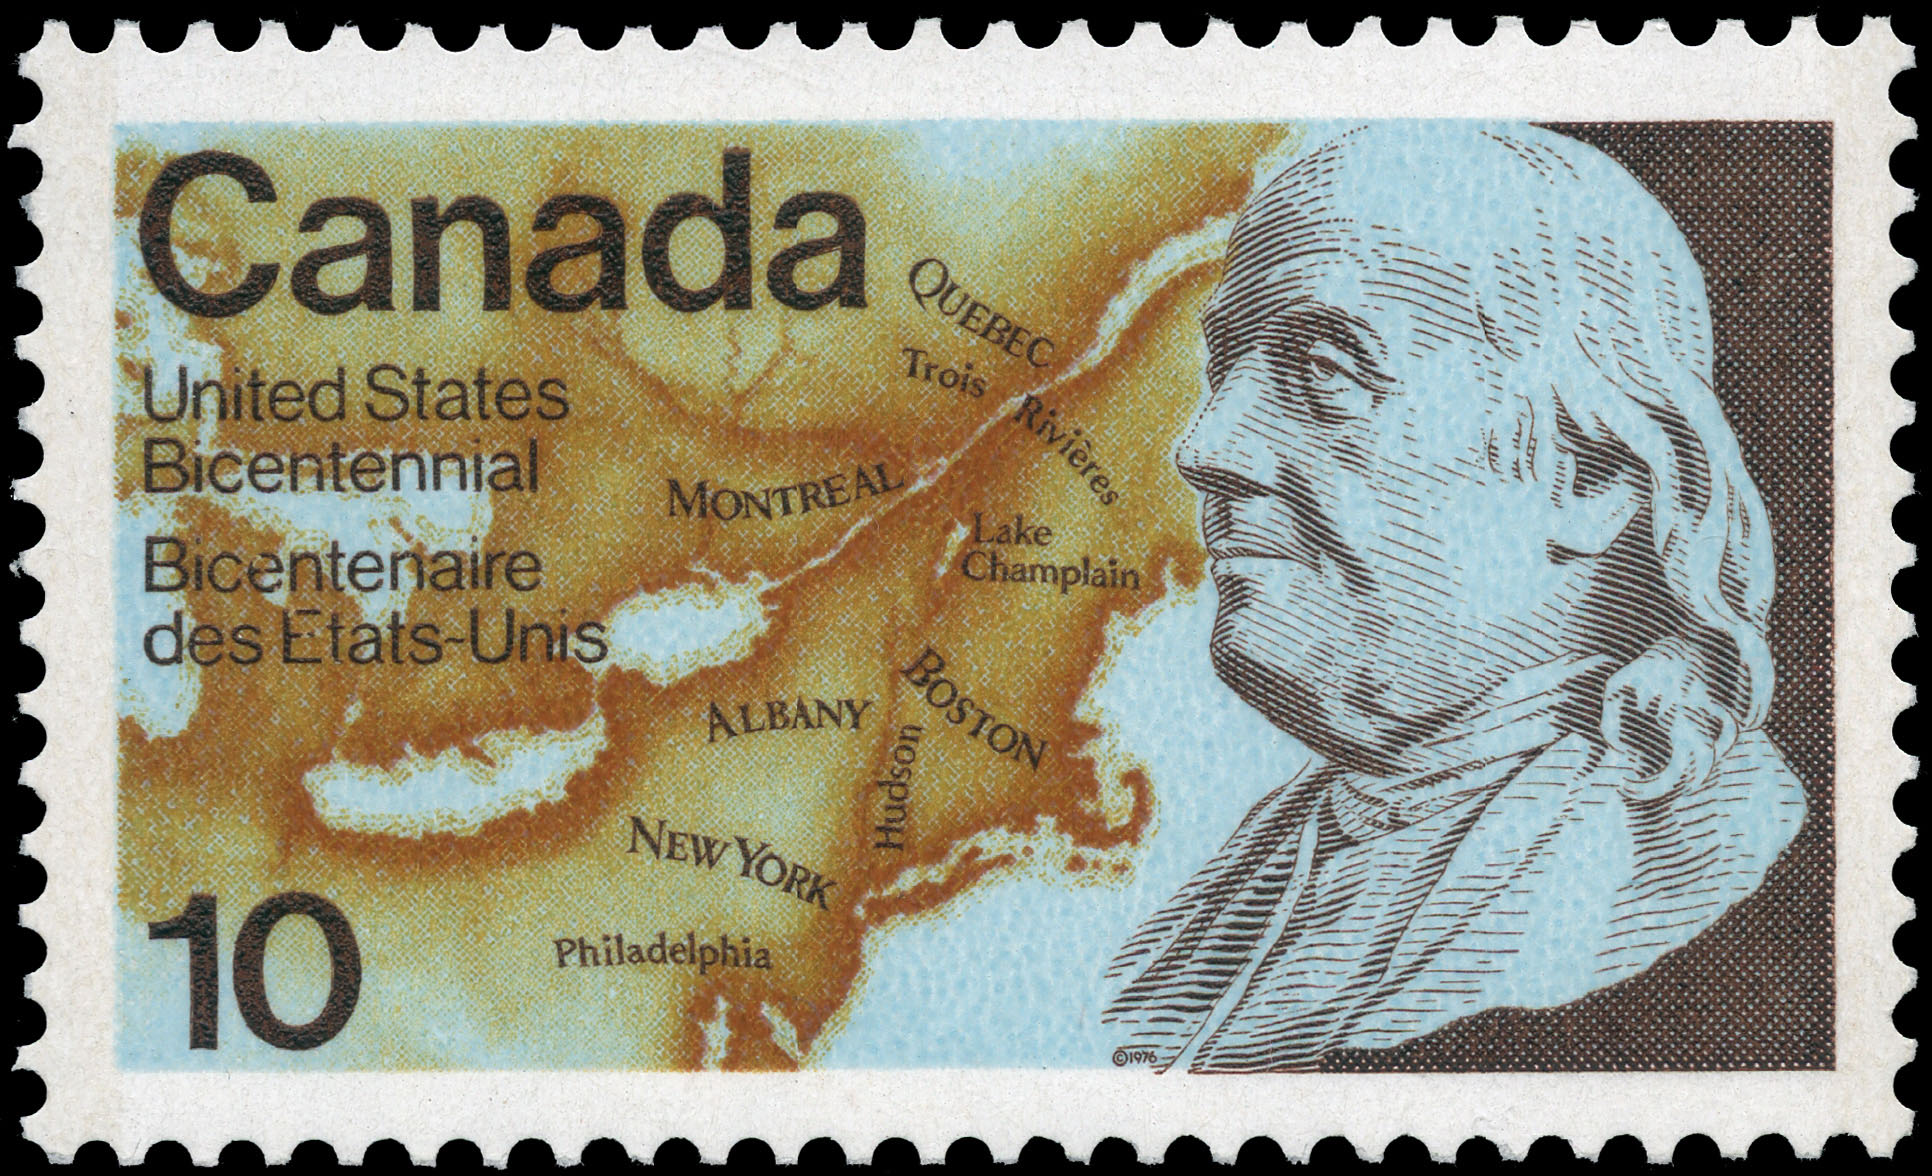 Canada
United States
Bicentennial
Bicentenaire
des Etats-Unis
10
QUEBEC
Trois Rivières
MONTREAL
Lake
Champlain
BOSTON
ALBANY
Hudson
NEW YORK
Philadelphia
©1976